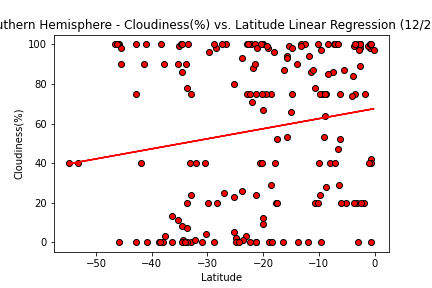 uthern Hemisphere - Cloudiness(%) vs. Latitude Linear Regression (12/2
Cloudiness(%)
100
80
60
40
20
0
−50 −40 −30 −20 −10 0
Latitude